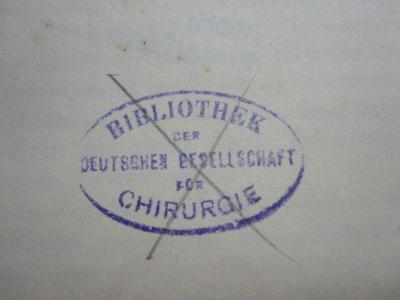 BIBLIOTHEK
DER
DEUTSCHEN GESELLSCHAFT
FÜR
CHIRURGIE